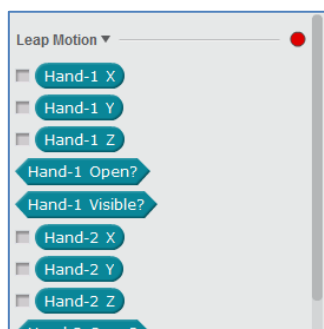 Leap Motion
Hand-1 X
Hand-1 Y
Hand-1 Z
Hand-1 Open?
Hand-1 Visible?
Hand-2 X
Hand-2 Y
Hand-2 Z